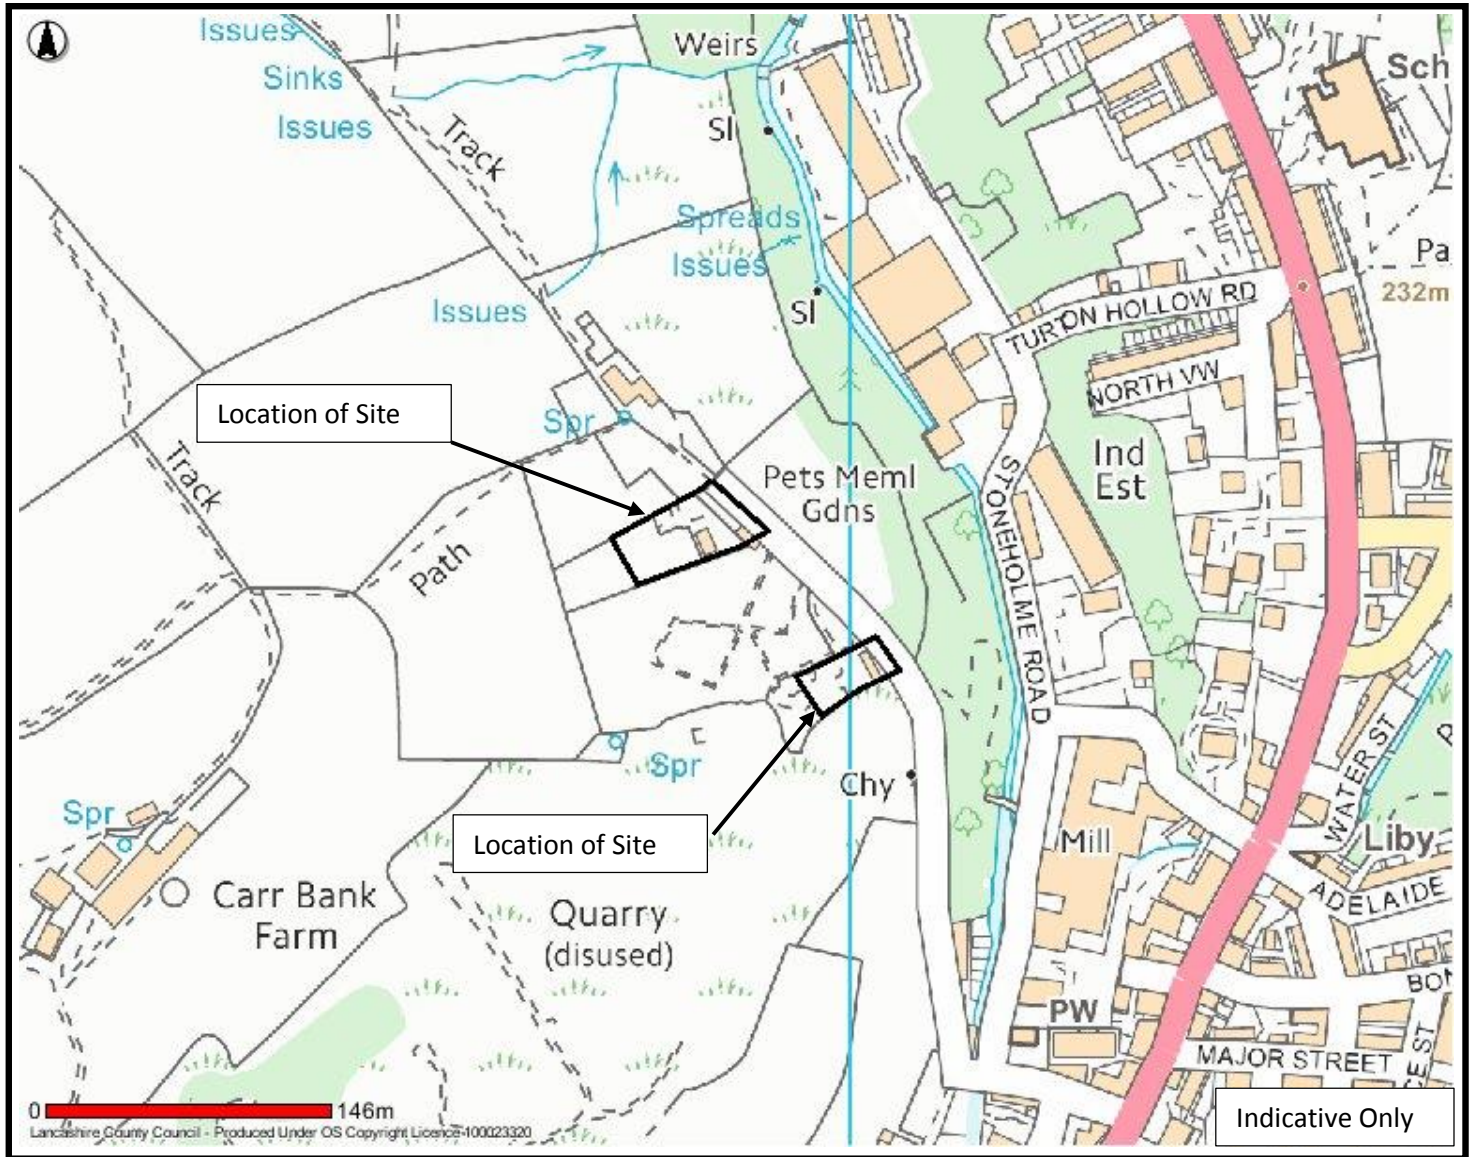 Issues
Sinks
Issues
Track
Weirs
Sl
Sch
Spreads
Issues
Sl
Pa
232m
Issues
TURTON HOLLOW RD
NORTH VW
Location of Site
Spr
Track
Pets Meml
Gdns
Ind
Est
STONEHOLME ROAD
Path
Spr
Chy
WATER ST
Location of Site
Mill
Liby
ADELAIDE
Spr
Carr Bank
Farm
Quarry
(disused)
PW
BON
MAJOR STREET
CE ST
0 146m
Lancashire County Council - Produced Under OS Copyright Licence 100023320
Indicative Only